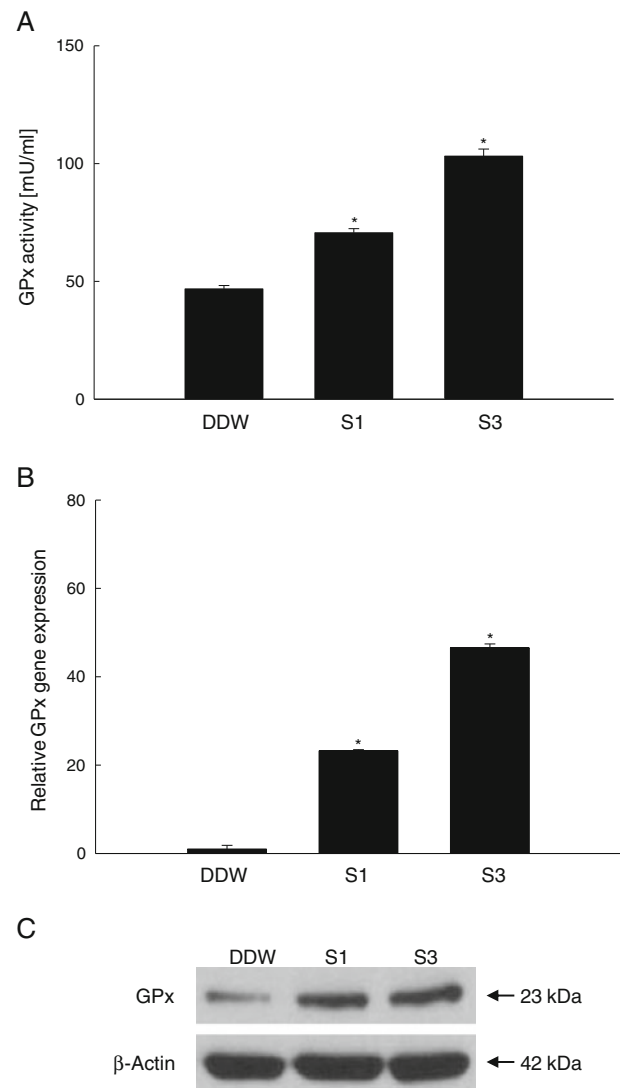 A
150
100
50
0
GPx activity [mU/ml]
*
*
DDW S1 S3
B
80
60
40
20
0
Relative GPx gene expression
*
*
DDW S1 S3
C
DDW S1 S3
GPx ← 23 kDa
β-Actin ← 42 kDa